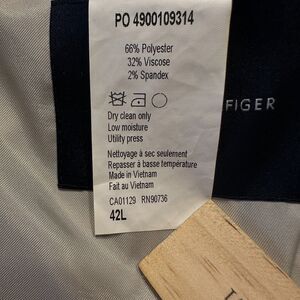 PO 4900109314
66% Polyester
32% Viscose
2% Spandex
Dry clean only
Low moisture
Utility press
Nettoyage à sec seulement
Repasser à basse température
Made in Vietnam
Fait au Vietnam
CA01129 RN90736
42L
FIGER